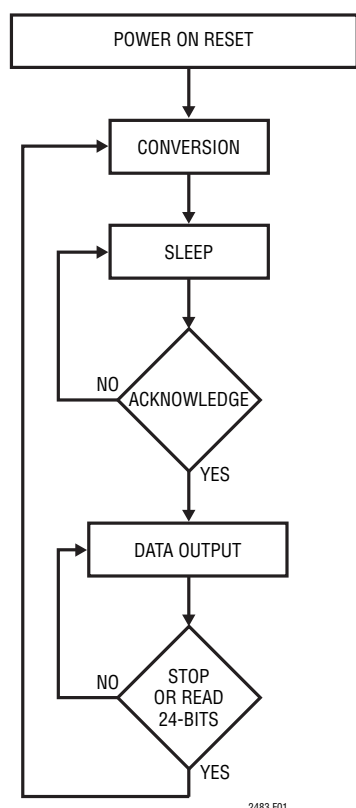 POWER ON RESET
CONVERSION
SLEEP
NO
ACKNOWLEDGE
YES
DATA OUTPUT
NO
STOP
OR READ
24-BITS
YES
2483 F01